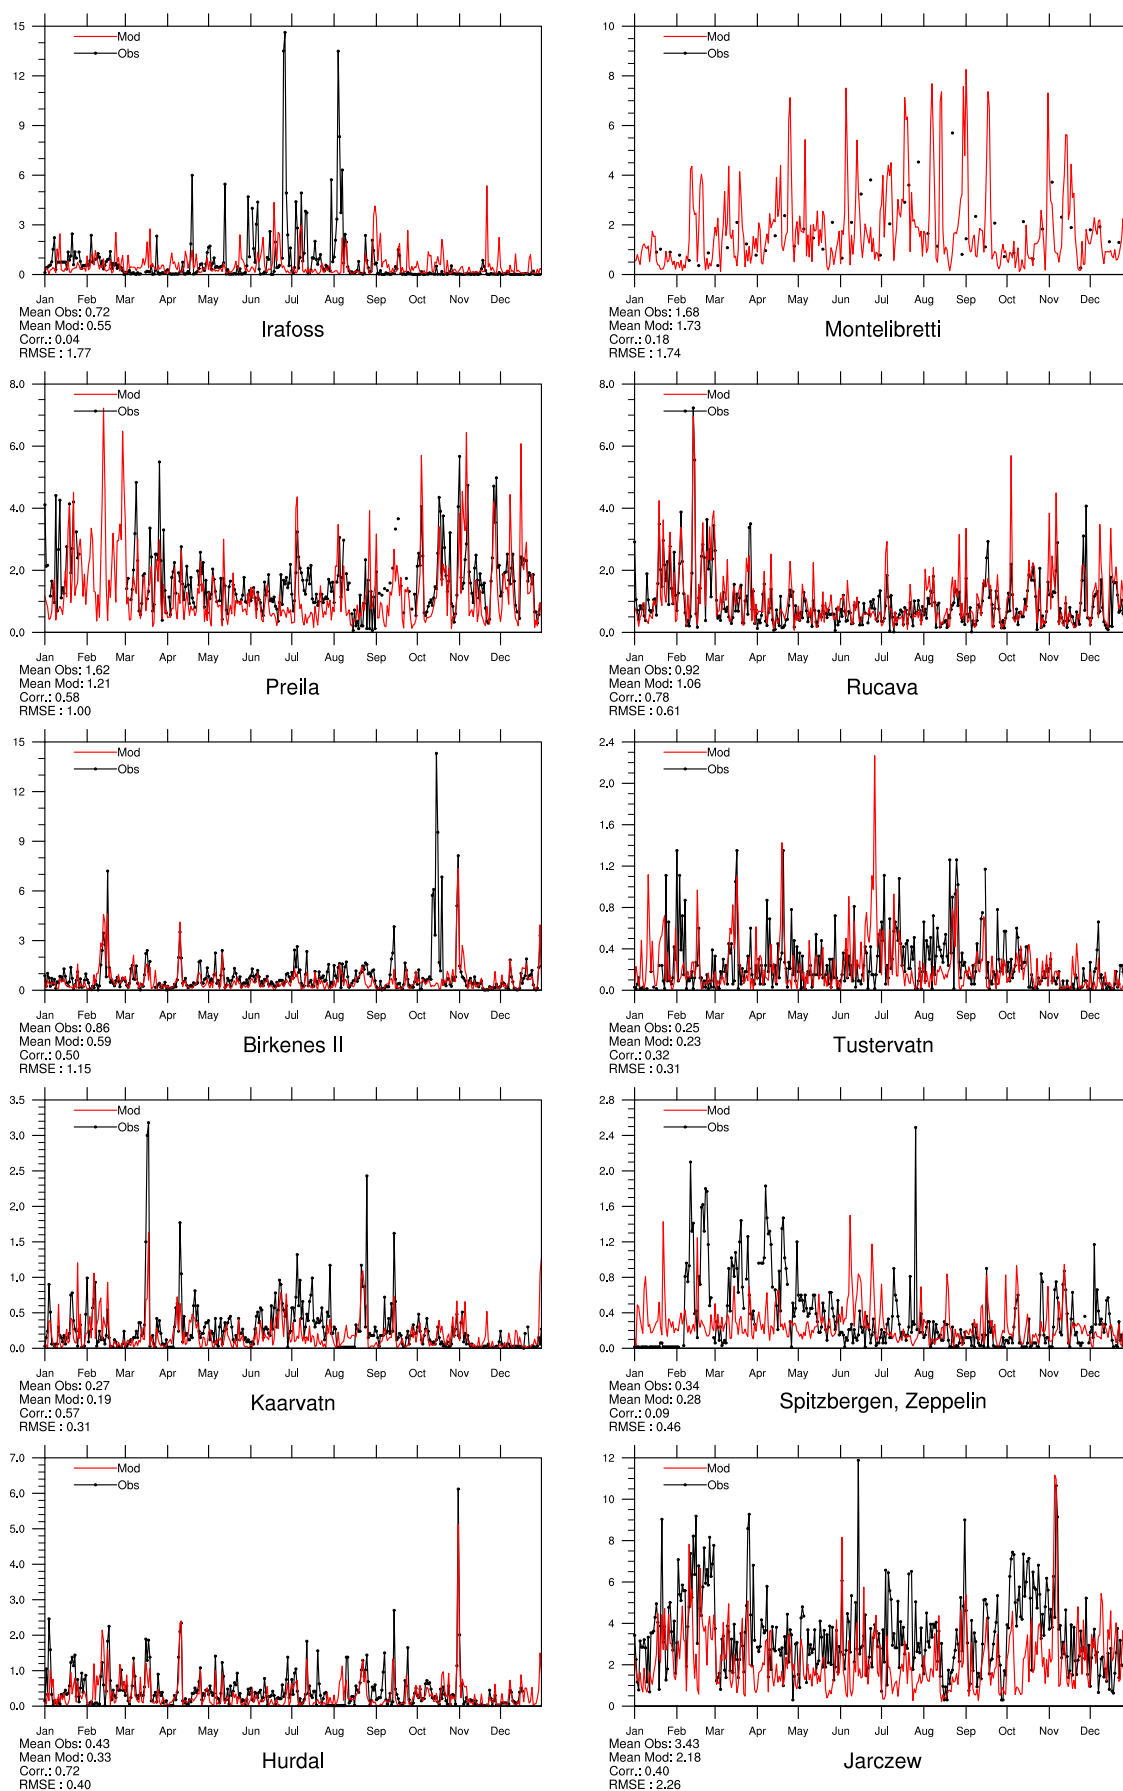 15
12
9
6
3
0
Mod
Obs
Jan Feb Mar Apr May Jun Jul Aug Sep Oct Nov Dec
Mean Obs: 0.72
Mean Mod: 0.55
Corr.: 0.04
RMSE : 1.77
Irafoss
10
8
6
4
2
0
Mod
Obs
Jan Feb Mar Apr May Jun Jul Aug Sep Oct Nov Dec
Mean Obs: 1.68
Mean Mod: 1.73
Corr.: 0.18
RMSE : 1.74
Montelibretti
8.0
6.0
4.0
2.0
0.0
Mod
Obs
Jan Feb Mar Apr May Jun Jul Aug Sep Oct Nov Dec
Mean Obs: 1.62
Mean Mod: 1.21
Corr.: 0.58
RMSE : 1.00
Preila
8.0
6.0
4.0
2.0
0.0
Mod
Obs
Jan Feb Mar Apr May Jun Jul Aug Sep Oct Nov Dec
Mean Obs: 0.92
Mean Mod: 1.06
Corr.: 0.78
RMSE : 0.61
Rucava
15
12
9
6
3
0
Mod
Obs
Jan Feb Mar Apr May Jun Jul Aug Sep Oct Nov Dec
Mean Obs: 0.86
Mean Mod: 0.59
Corr.: 0.50
RMSE : 1.15
Birkenes II
2.4
2.0
1.6
1.2
0.8
0.4
0.0
Mod
Obs
Jan Feb Mar Apr May Jun Jul Aug Sep Oct Nov Dec
Mean Obs: 0.25
Mean Mod: 0.23
Corr.: 0.32
RMSE : 0.31
Tustervatn
3.5
3.0
2.5
2.0
1.5
1.0
0.5
0.0
Mod
Obs
Jan Feb Mar Apr May Jun Jul Aug Sep Oct Nov Dec
Mean Obs: 0.27
Mean Mod: 0.19
Corr.: 0.57
RMSE : 0.31
Kaarvatn
2.8
2.4
2.0
1.6
1.2
0.8
0.4
0.0
Mod
Obs
Jan Feb Mar Apr May Jun Jul Aug Sep Oct Nov Dec
Mean Obs: 0.34
Mean Mod: 0.28
Corr.: 0.09
RMSE : 0.46
Spitzbergen, Zeppelin
7.0
6.0
5.0
4.0
3.0
2.0
1.0
0.0
Mod
Obs
Jan Feb Mar Apr May Jun Jul Aug Sep Oct Nov Dec
Mean Obs: 0.43
Mean Mod: 0.33
Corr.: 0.72
RMSE : 0.40
Hurdal
12
10
8
6
4
2
0
Mod
Obs
Jan Feb Mar Apr May Jun Jul Aug Sep Oct Nov Dec
Mean Obs: 3.43
Mean Mod: 2.18
Corr.: 0.40
RMSE : 2.26
Jarczew